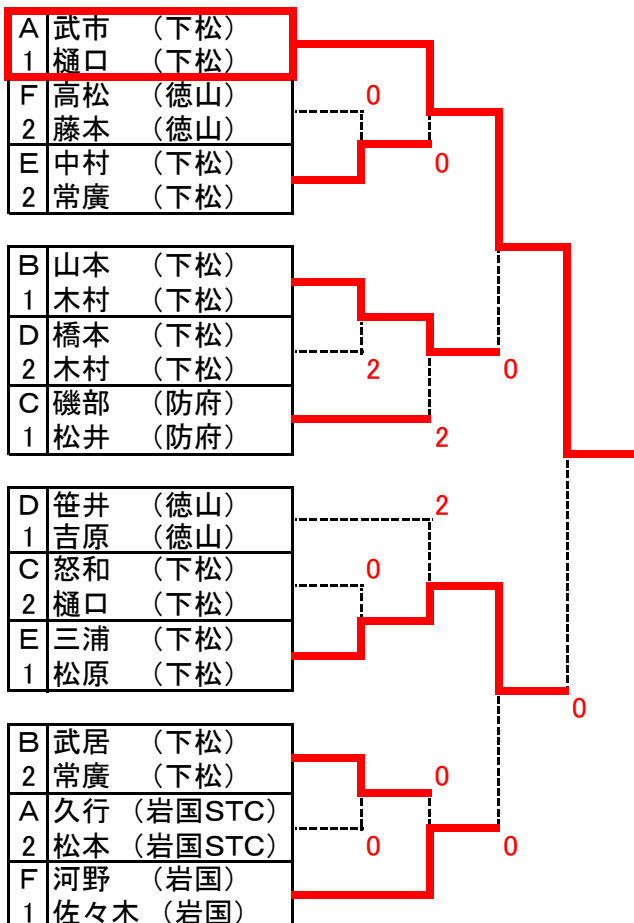 A 武市 （下松）
1 樋口 （下松）
F 高松 （徳山） 0
2 藤本 （徳山）
E 中村 （下松） 0
2 常廣 （下松）
B 山本 （下松）
1 木村 （下松）
D 橋本 （下松）
2 木村 （下松） 2 0
C 磯部 （防府）
1 松井 （防府） 2
D 笹井 （徳山） 2
1 吉原 （徳山）
C 怒和 （下松） 0
2 樋口 （下松）
E 三浦 （下松）
1 松原 （下松） 0
B 武居 （下松）
2 常廣 （下松） 0
A 久行 （岩国STC）
2 松本 （岩国STC） 0 0
F 河野 （岩国）
1 佐々木 （岩国）